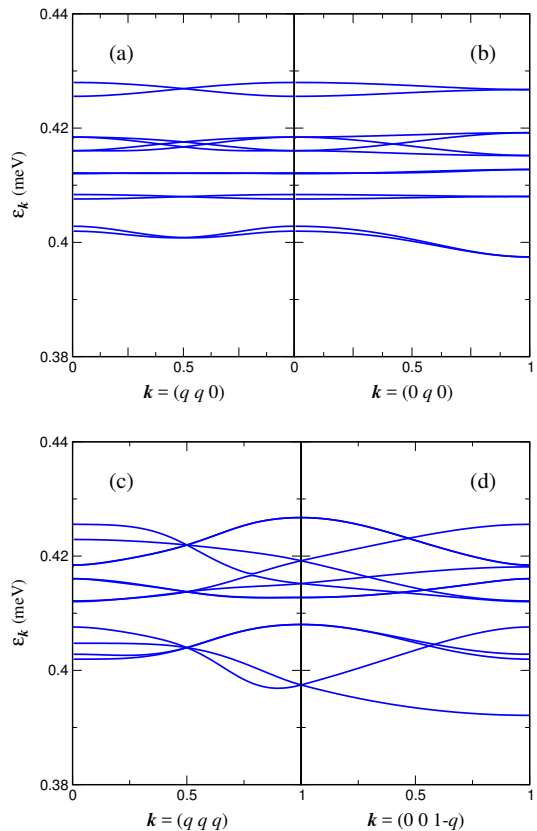 0.44
(a)
(b)
0.42
εk (meV)
0.4
0.38
0
0.5
0
0.5
1
k = (q q 0)
k = (0 q 0)
0.44
(c)
(d)
0.42
εk (meV)
0.4
0.38
0
0.5
1
0.5
1
k = (q q q)
k = (0 0 1-q)